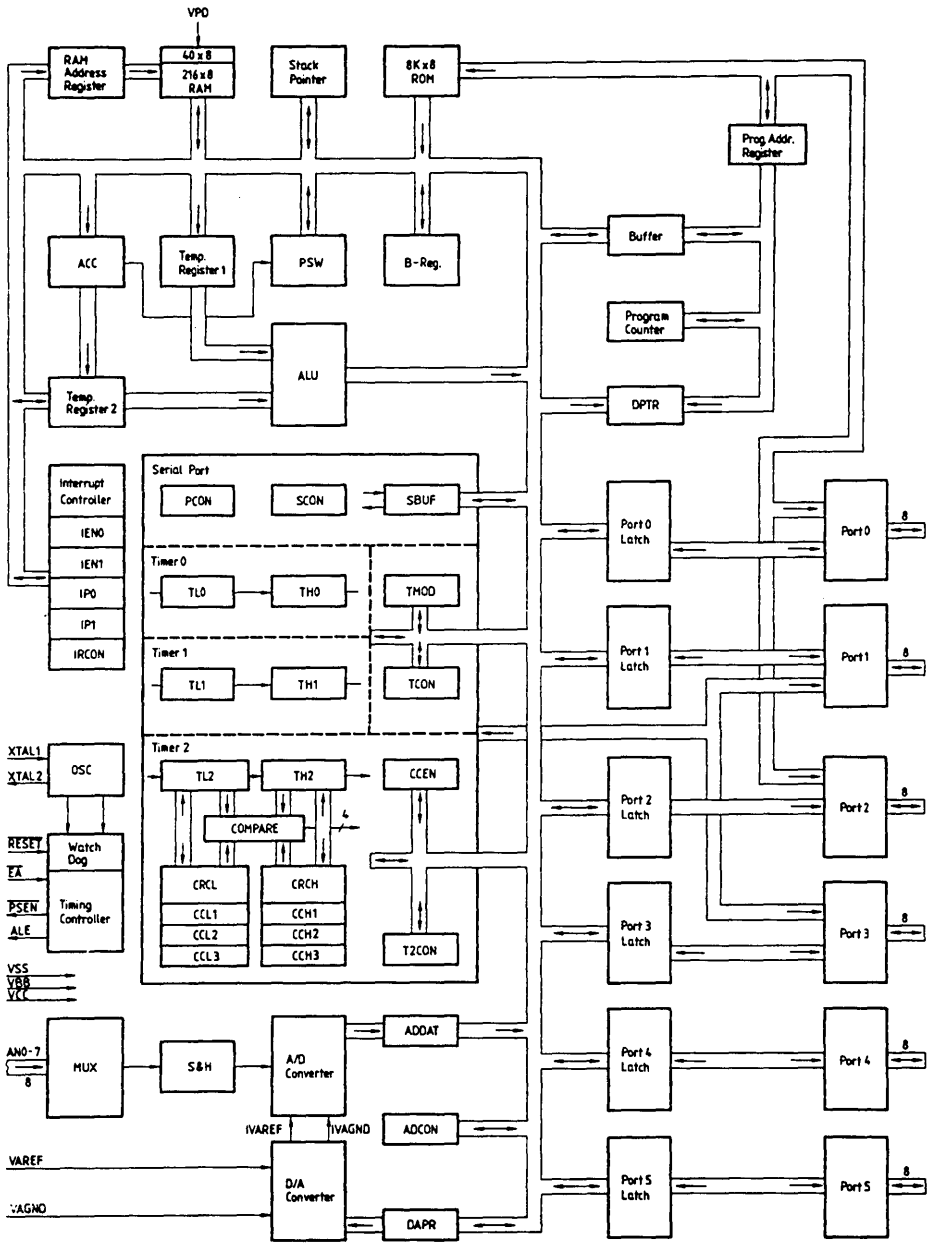 VPD
RAM
Address
Register
40 x 8
216 x 8
RAM
Stack
Pointer
8K x 8
ROM
Prog. Addr.
Register
ACC
Temp.
Register 1
PSW
B-Reg.
Buffer
Program
Counter
Temp.
Register 2
ALU
DPTR
Interrupt
Controller
IEN0
IEN1
IP0
IP1
IRCON
Serial Port
PCON
SCON
SBUF
Timer 0
TL0
TH0
TMOD
Timer 1
TL1
TH1
TCON
Timer 2
TL2
TH2
CCEN
COMPARE
4
CRCL
CCL1
CCL2
CCL3
CRCH
CCH1
CCH2
CCH3
T2CON
Port 0
Latch
Port 0
8
Port 1
Latch
Port 1
8
Port 2
Latch
Port 2
8
Port 3
Latch
Port 3
8
Port 4
Latch
Port 4
8
Port 5
Latch
Port 5
8
XTAL1
XTAL2
OSC
RESET
EA
PSEN
ALE
Watch
Dog
Timing
Controller
VSS
VBB
VCC
AN0-7
8
MUX
S&H
A/D
Converter
ADDAT
IVAREF
IVAGND
ADCON
VAREF
VAGND
D/A
Converter
DAPR